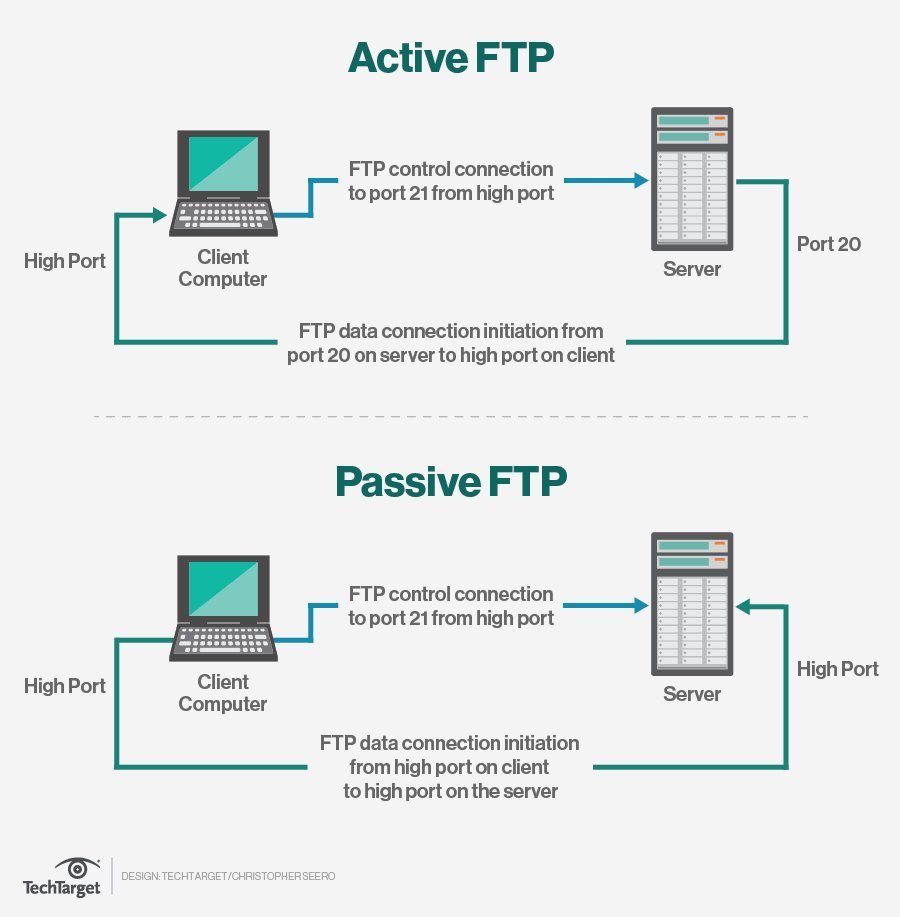 Active FTP
FTP control connection
to port 21 from high port
High Port
Client
Computer
Server
Port 20
FTP data connection initiation from
port 20 on server to high port on client
Passive FTP
FTP control connection
to port 21 from high port
High Port
Client
Computer
Server
High Port
FTP data connection initiation
from high port on client
to high port on the server
TechTarget
DESIGN: TECHTARGET/CHRISTOPHER SEERO